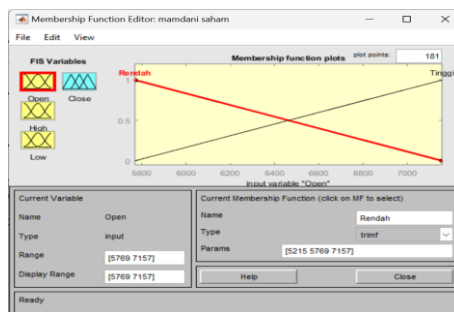 Membership Function Editor: mamdani saham
File Edit View
FIS Variables
Open
Close
High
Low
Membership function plots
plot points:
181
Rendah
Tinggi
1
0.5
0
5800 6000 6200 6400 6600 6800 7000
input variable "Open"
Current Variable
Name Open
Type input
Range [5769 7157]
Display Range [5769 7157]
Current Membership Function (click on MF to select)
Name Rendah
Type trimf
Params [5215 5769 7157]
Help
Close
Ready